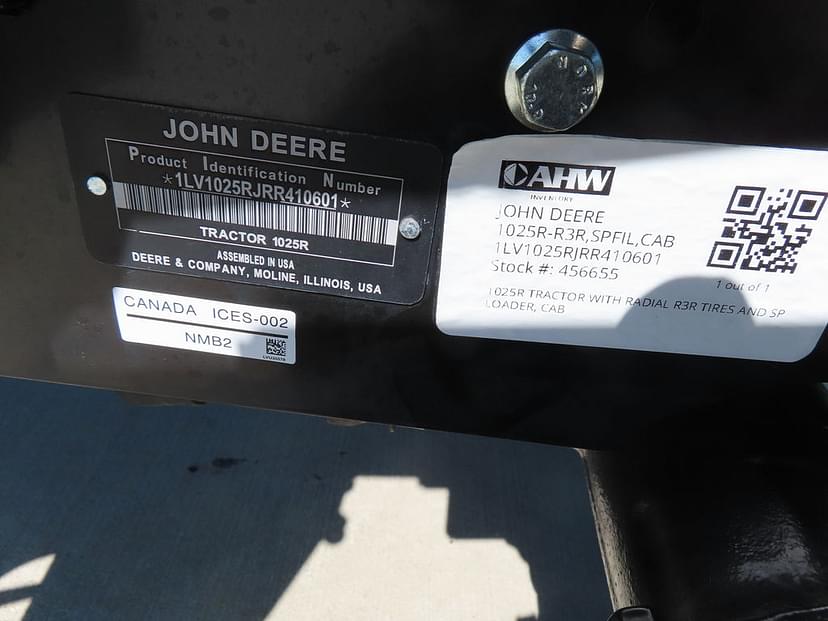 JOHN DEERE
Product Identification Number
*1LV1025RJRR410601*
TRACTOR 1025R
ASSEMBLED IN USA
DEERE & COMPANY, MOLINE, ILLINOIS, USA
CANADA ICES-002
NMB2
AHW
INVENTORY
JOHN DEERE
1025R-R3R,SPFIL,CAB
1LV1025RJRR410601
Stock #: 456655
1 out of 1
1025R TRACTOR WITH RADIAL R3R TIRES AND SP
LOADER, CAB